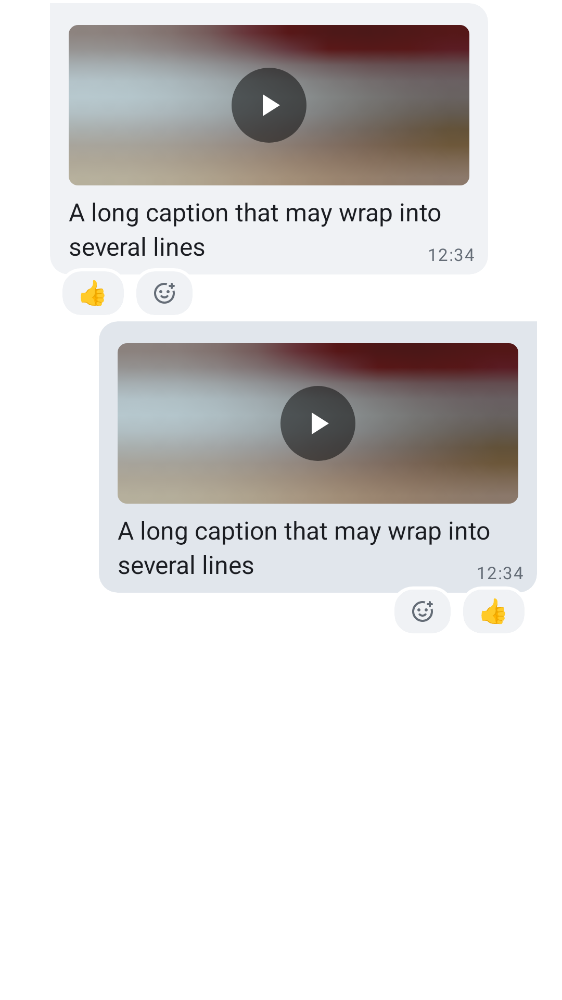 A long caption that may wrap into
several lines
12:34
👍
A long caption that may wrap into
several lines
12:34
👍